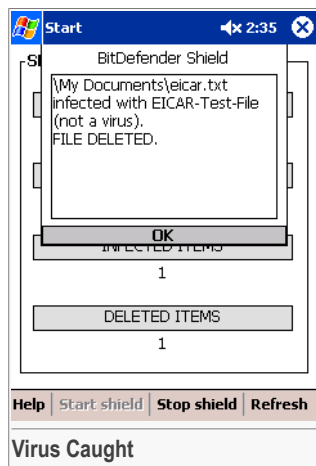 Start 2:35
BitDefender Shield
\My Documents\eicar.txt
infected with EICAR-Test-File
(not a virus).
FILE DELETED.
OK
INFECTED ITEMS
1
DELETED ITEMS
1
Help Start shield Stop shield Refresh
Virus Caught